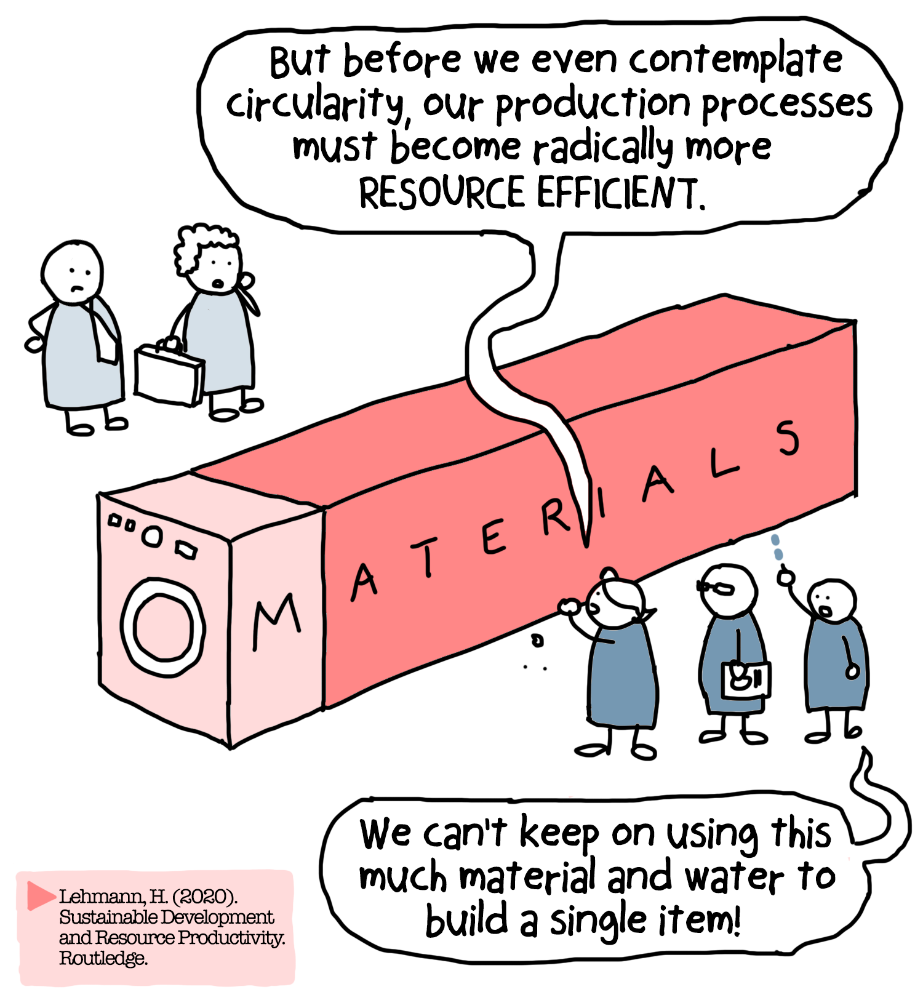 But before we even contemplate
circularity, our production processes
must become radically more
RESOURCE EFFICIENT.
MATERIALS
We can't keep on using this
much material and water to
build a single item!
Lehmann, H. (2020).
Sustainable Development
and Resource Productivity.
Routledge.